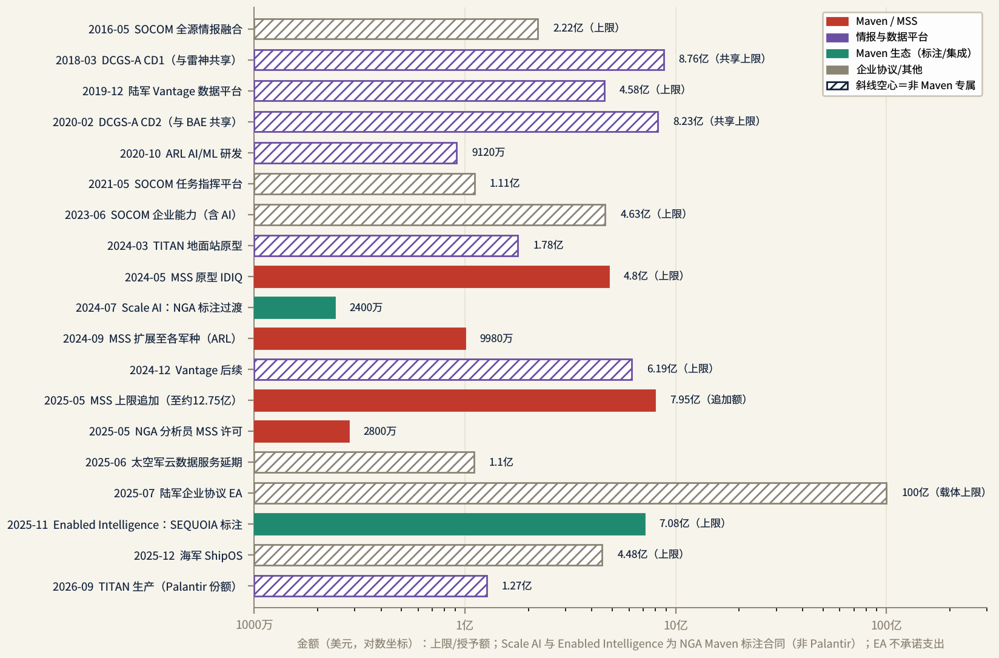 2016-05 SOCOM 全源情报融合 2.22亿（上限）
2018-03 DCGS-A CD1（与雷神共享） 8.76亿（共享上限）
2019-12 陆军 Vantage 数据平台 4.58亿（上限）
2020-02 DCGS-A CD2（与 BAE 共享） 8.23亿（共享上限）
2020-10 ARL AI/ML 研发 9120万
2021-05 SOCOM 任务指挥平台 1.11亿
2023-06 SOCOM 企业能力（含 AI） 4.63亿（上限）
2024-03 TITAN 地面站原型 1.78亿
2024-05 MSS 原型 IDIQ 4.8亿（上限）
2024-07 Scale AI：NGA 标注过渡 2400万
2024-09 MSS 扩展至各军种（ARL） 9980万
2024-12 Vantage 后续 6.19亿（上限）
2025-05 MSS 上限追加（至约12.75亿） 7.95亿（追加额）
2025-05 NGA 分析员 MSS 许可 2800万
2025-06 太空军云数据服务延期 1.1亿
2025-07 陆军企业协议 EA 100亿（载体上限）
2025-11 Enabled Intelligence：SEQUOIA 标注 7.08亿（上限）
2025-12 海军 ShipOS 4.48亿（上限）
2026-09 TITAN 生产（Palantir 份额） 1.27亿
Maven / MSS
情报与数据平台
Maven 生态（标注/集成）
企业协议/其他
斜线空心＝非 Maven 专属
1000万 1亿 10亿 100亿
金额（美元，对数坐标）：上限/授予额；Scale AI 与 Enabled Intelligence 为 NGA Maven 标注合同（非 Palantir）；EA 不承诺支出